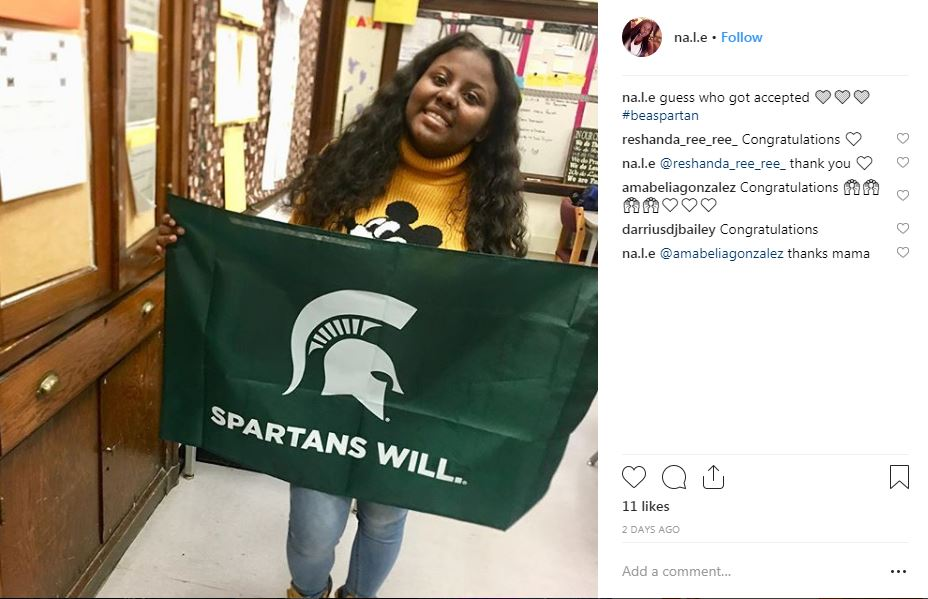 na.l.e • Follow
na.l.e guess who got accepted 🤍🤍🤍
#beaspartan
reshanda_ree_ree_ Congratulations ♡
na.l.e @reshanda_ree_ree_ thank you ♡
amabeliagonzalez Congratulations 🙌🙌
🙌🙌♡♡♡
darriusdjbailey Congratulations
na.l.e @amabeliagonzalez thanks mama
SPARTANS WILL.
11 likes
2 DAYS AGO
Add a comment...